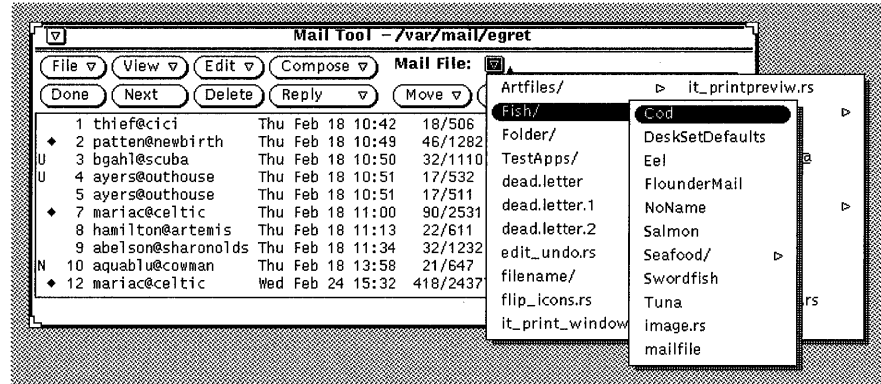 Mail Tool – /var/mail/egret
File View Edit Compose Mail File:
Done Next Delete Reply Move
1 thief@cici Thu Feb 18 10:42 18/506
2 patten@newbirth Thu Feb 18 10:49 46/1282
U 3 bgahl@scuba Thu Feb 18 10:50 32/1110
U 4 ayers@outhouse Thu Feb 18 10:51 17/532
5 ayers@outhouse Thu Feb 18 10:51 17/511
7 mariac@celtic Thu Feb 18 11:00 90/2531
8 hamilton@artemis Thu Feb 18 11:13 22/611
9 abelson@sharonolds Thu Feb 18 11:34 32/1232
N 10 aquablu@cowman Thu Feb 18 13:58 21/647
12 mariac@celtic Wed Feb 24 15:32 418/2437
Artfiles/ it_printpreviw.rs
Fish/
Folder/
TestApps/
dead.letter
dead.letter.1
dead.letter.2
edit_undo.rs
filename/
flip_icons.rs
it_print_window
Cod
DeskSetDefaults
Eel
FlounderMail
NoName
Salmon
Seafood/
Swordfish
Tuna
image.rs
mailfile